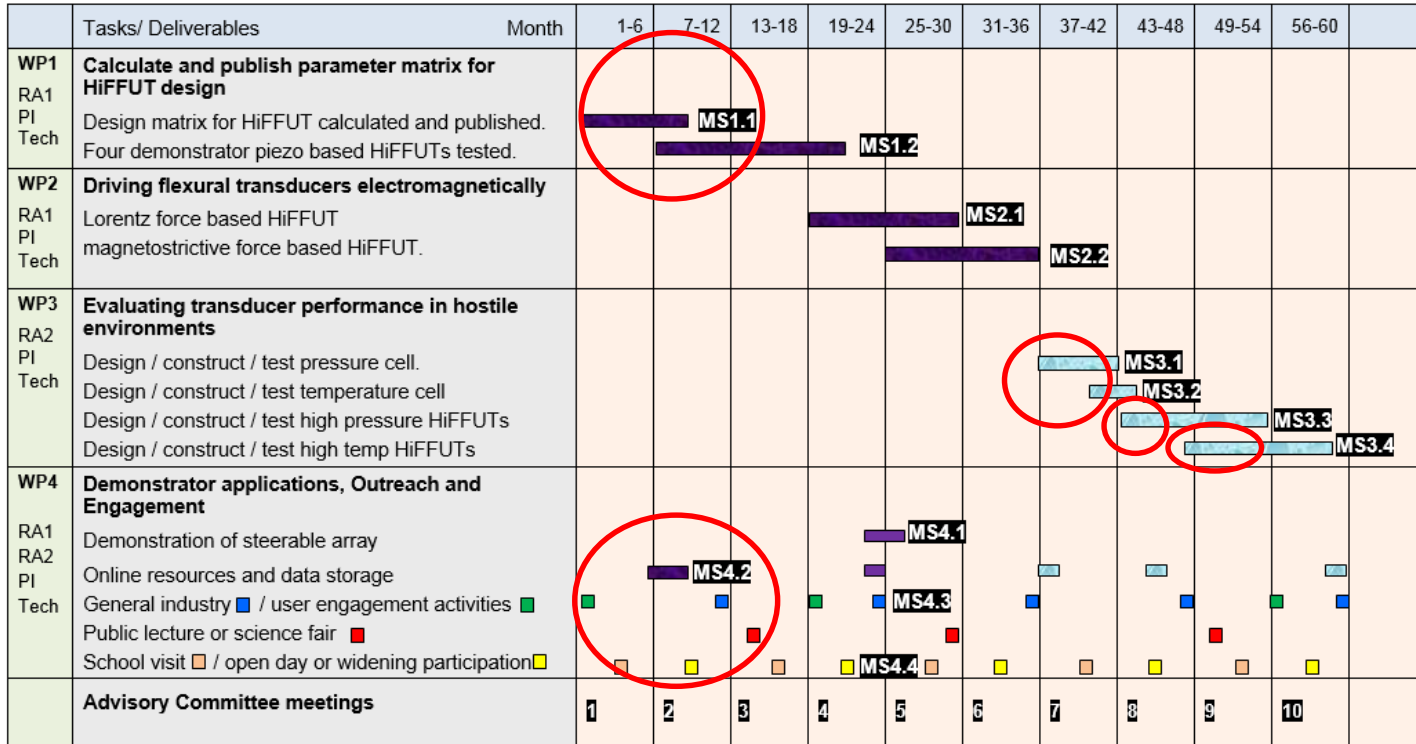 Tasks/ Deliverables Month 1-6 7-12 13-18 19-24 25-30 31-36 37-42 43-48 49-54 56-60
WP1 Calculate and publish parameter matrix for
RA1 HiFFUT design
PI Design matrix for HiFFUT calculated and published. MS1.1
Tech Four demonstrator piezo based HiFFUTs tested. MS1.2
WP2 Driving flexural transducers electromagnetically
RA1 Lorentz force based HiFFUT MS2.1
PI magnetostrictive force based HiFFUT. MS2.2
Tech
WP3 Evaluating transducer performance in hostile
RA2 environments
PI Design / construct / test pressure cell. MS3.1
Tech Design / construct / test temperature cell MS3.2
Design / construct / test high pressure HiFFUTs MS3.3
Design / construct / test high temp HiFFUTs MS3.4
WP4 Demonstrator applications, Outreach and
Engagement
RA1 Demonstration of steerable array MS4.1
RA2 Online resources and data storage MS4.2
PI General industry / user engagement activities MS4.3
Tech Public lecture or science fair
School visit / open day or widening participation MS4.4
Advisory Committee meetings 1 2 3 4 5 6 7 8 9 10